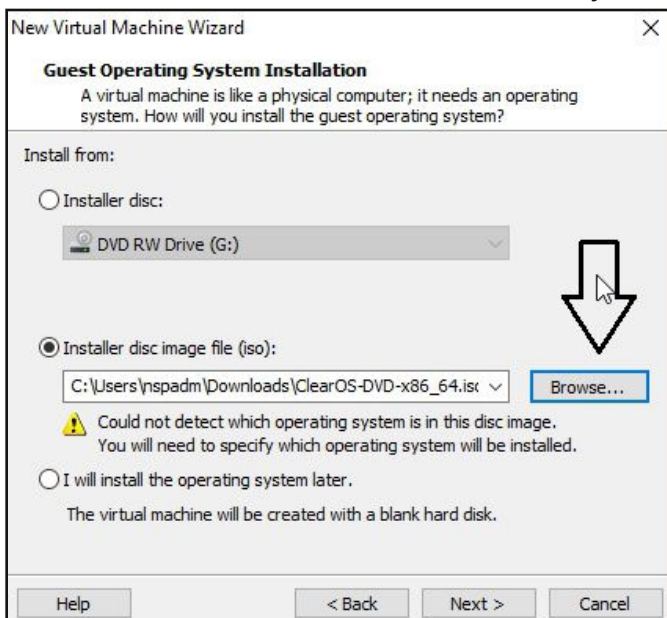 New Virtual Machine Wizard
Guest Operating System Installation
A virtual machine is like a physical computer; it needs an operating
system. How will you install the guest operating system?
Install from:
Installer disc:
DVD RW Drive (G:)
Installer disc image file (iso):
C:\Users\nspadm\Downloads\ClearOS-DVD-x86_64.isc
Browse...
Could not detect which operating system is in this disc image.
You will need to specify which operating system will be installed.
I will install the operating system later.
The virtual machine will be created with a blank hard disk.
Help
< Back
Next >
Cancel